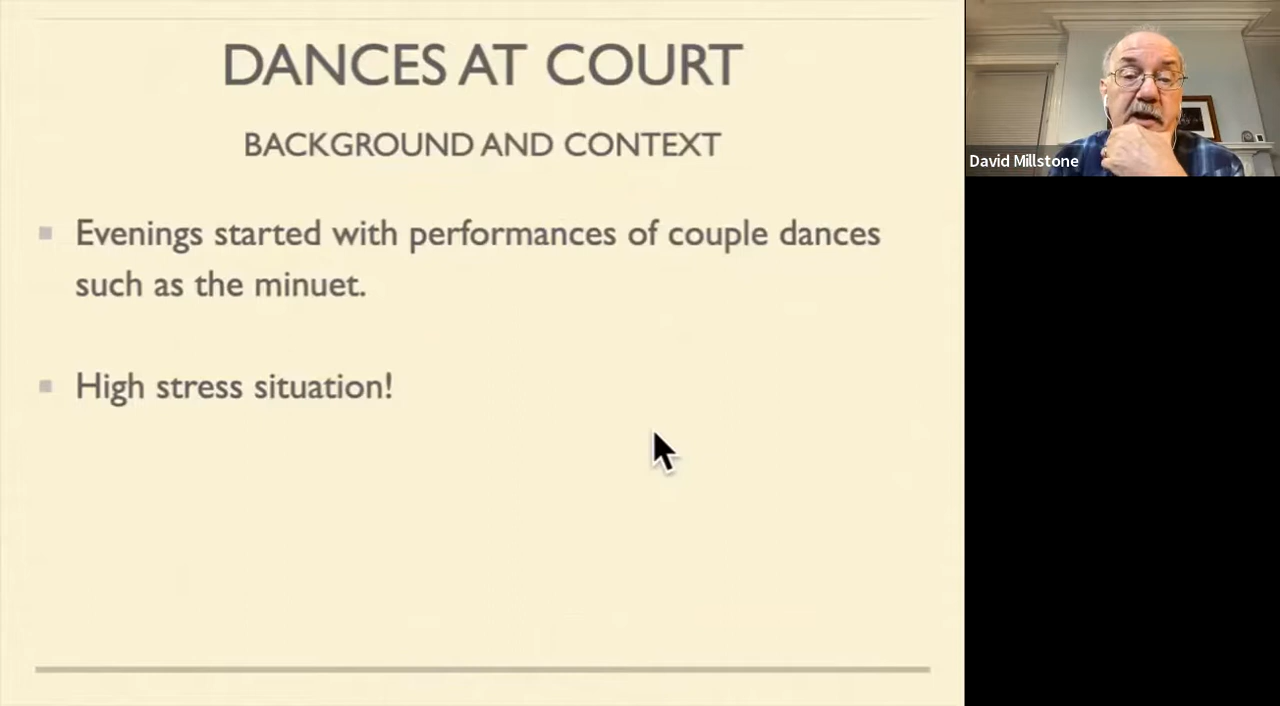 DANCES AT COURT
BACKGROUND AND CONTEXT
Evenings started with performances of couple dances
such as the minuet.
High stress situation!
David Millstone